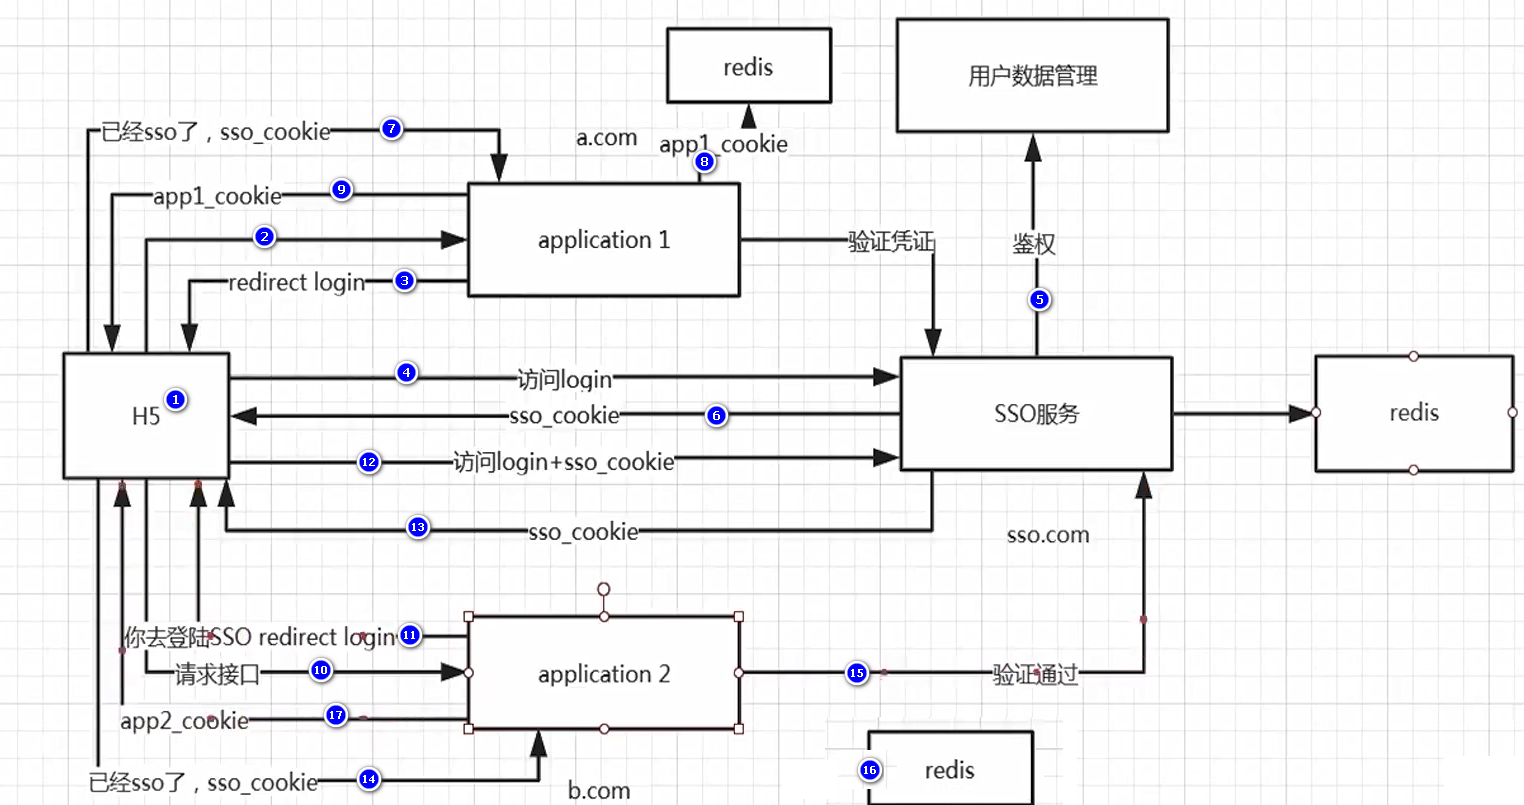 redis
用户数据管理
已经sso了，sso_cookie
7
a.com
app1_cookie
8
app1_cookie
9
2
application 1
验证凭证
鉴权
redirect login
3
5
4
访问login
H5
1
sso_cookie
6
SSO服务
redis
12
访问login+sso_cookie
13
sso_cookie
sso.com
你去登陆SSO redirect login
11
请求接口
10
application 2
15
验证通过
app2_cookie
17
已经sso了，sso_cookie
14
b.com
16
redis